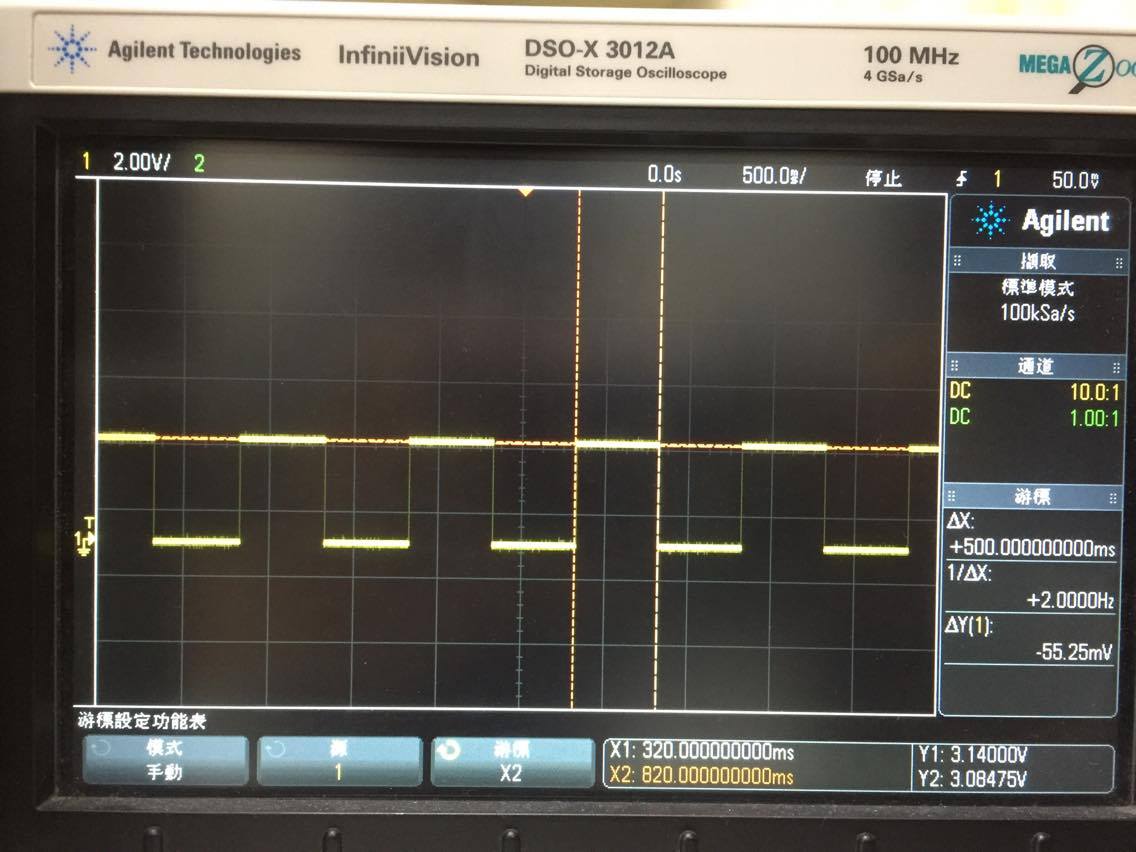 Agilent Technologies InfiniiVision DSO-X 3012A 100 MHz MEGA Zoo
Digital Storage Oscilloscope 4 GSa/s
1 2.00V/ 2 0.0s 500.0ms/ 停止 1 50.0mV
Agilent
擷取
標準模式
100kSa/s
通道
DC 10.0:1
DC 1.00:1
游標
ΔX:
+500.000000000ms
1/ΔX:
+2.0000Hz
ΔY(1):
-55.25mV
T
1
游標設定功能表
模式
手動
源
1
游標
X2
X1: 320.000000000ms Y1: 3.14000V
X2: 820.000000000ms Y2: 3.08475V